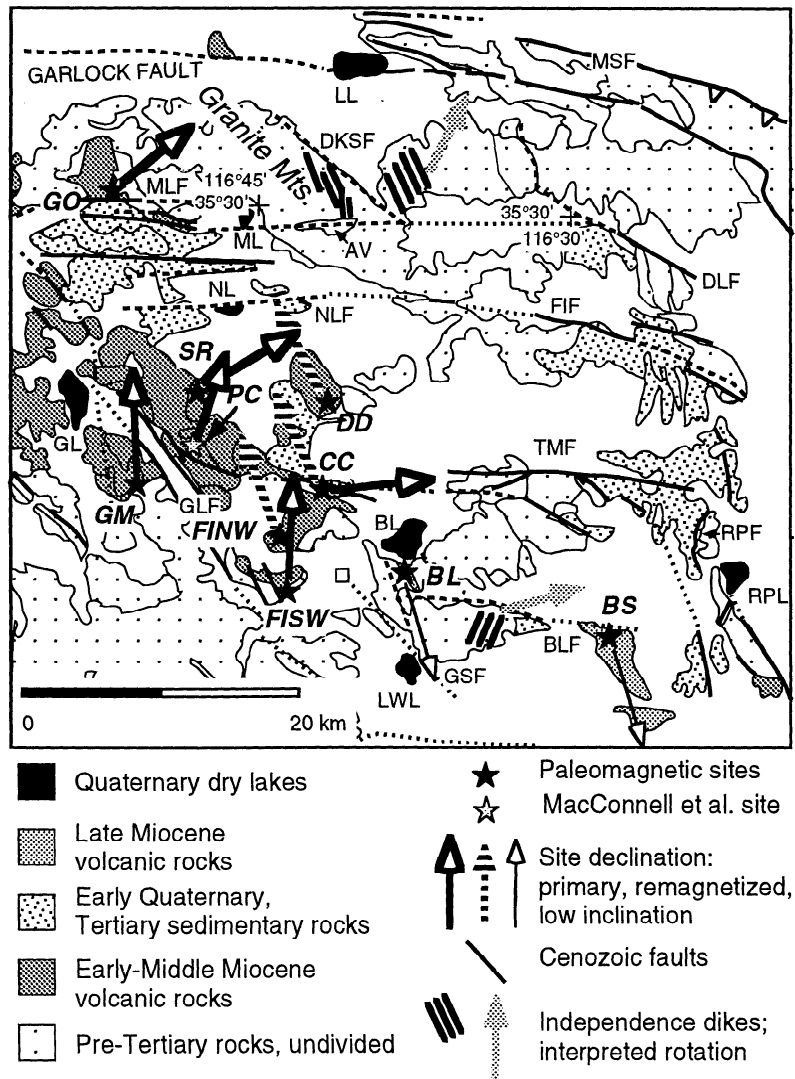 MSF
GARLOCK FAULT
LL
Granite Mts
DKSF
MLF
116°45'
GO
35°30'
35°30'
ML
AV
116°30'
DLF
NL
NLF
FIF
SR
PC
DD
GL
CC
TMF
GM
GLF
FINW
BL
RPF
BL
BS
RPL
FISW
BLF
GSF
LWL
0
20 km
Quaternary dry lakes
Late Miocene
volcanic rocks
Early Quaternary,
Tertiary sedimentary rocks
Early-Middle Miocene
volcanic rocks
Pre-Tertiary rocks, undivided
Paleomagnetic sites
MacConnell et al. site
Site declination:
primary, remagnetized,
low inclination
Cenozoic faults
Independence dikes;
interpreted rotation